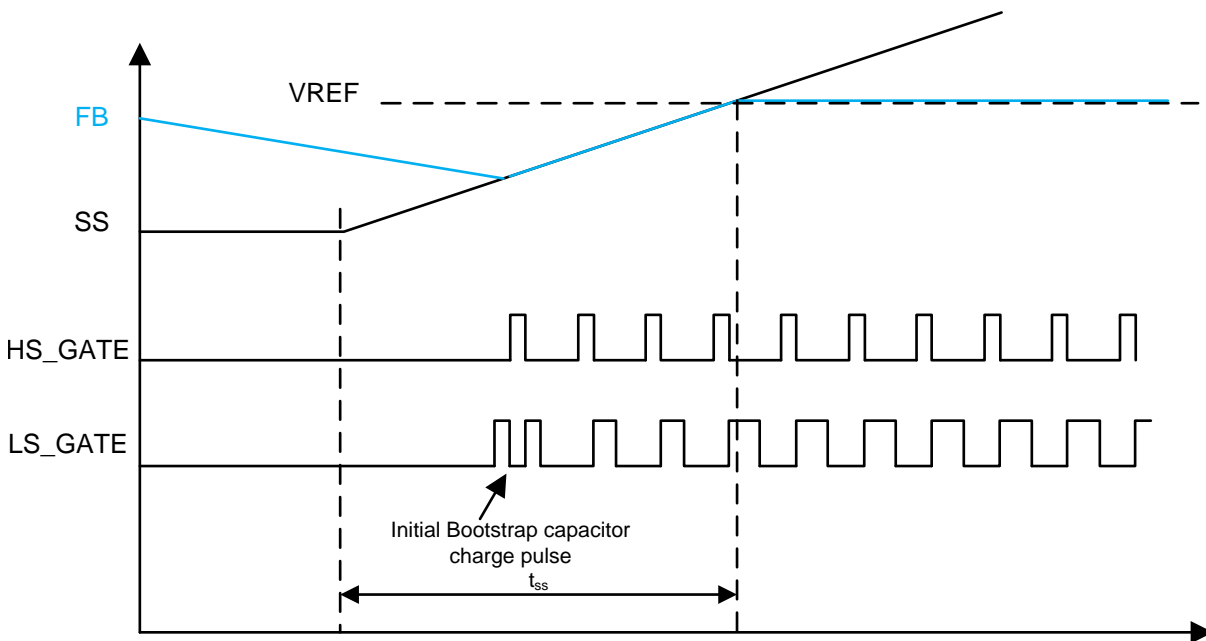 VREF
FB
SS
HS_GATE
LS_GATE
Initial Bootstrap capacitor
charge pulse
tss